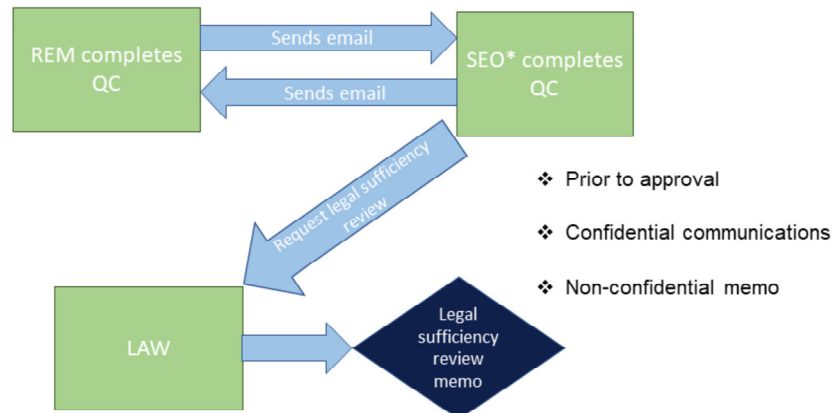 Sends email
REM completes
QC
SEO* completes
QC
Sends email
Request legal sufficiency
review
❖ Prior to approval
❖ Confidential communications
❖ Non-confidential memo
LAW
Legal
sufficiency
review
memo